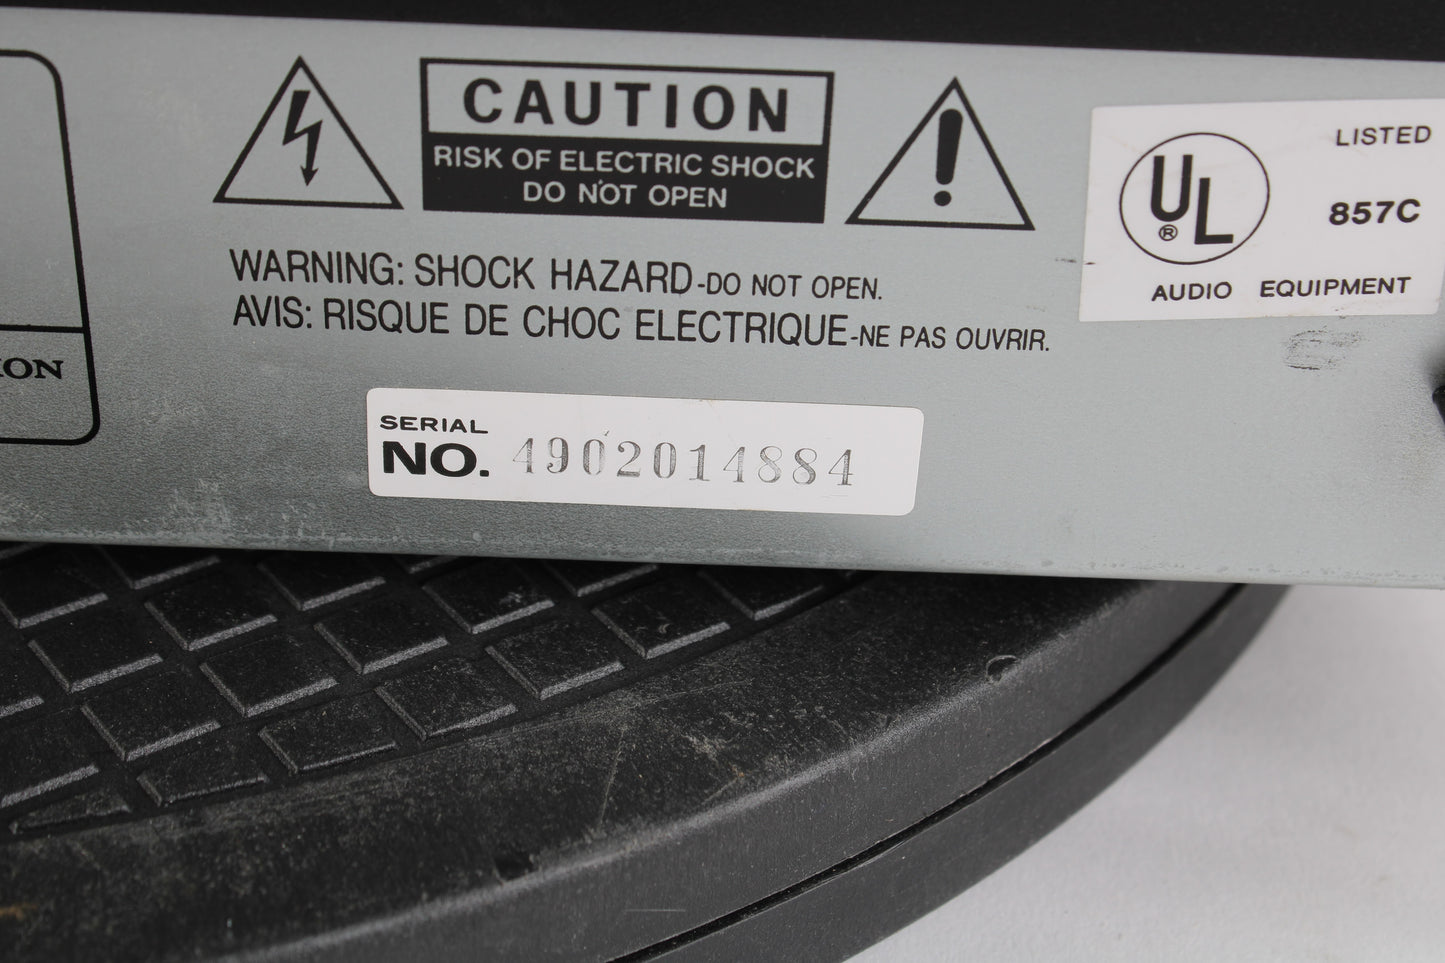 CAUTION
RISK OF ELECTRIC SHOCK
DO NOT OPEN
WARNING: SHOCK HAZARD-DO NOT OPEN.
AVIS: RISQUE DE CHOC ELECTRIQUE-NE PAS OUVRIR.
SERIAL
NO. 4902014884
UL®
LISTED
857C
AUDIO EQUIPMENT